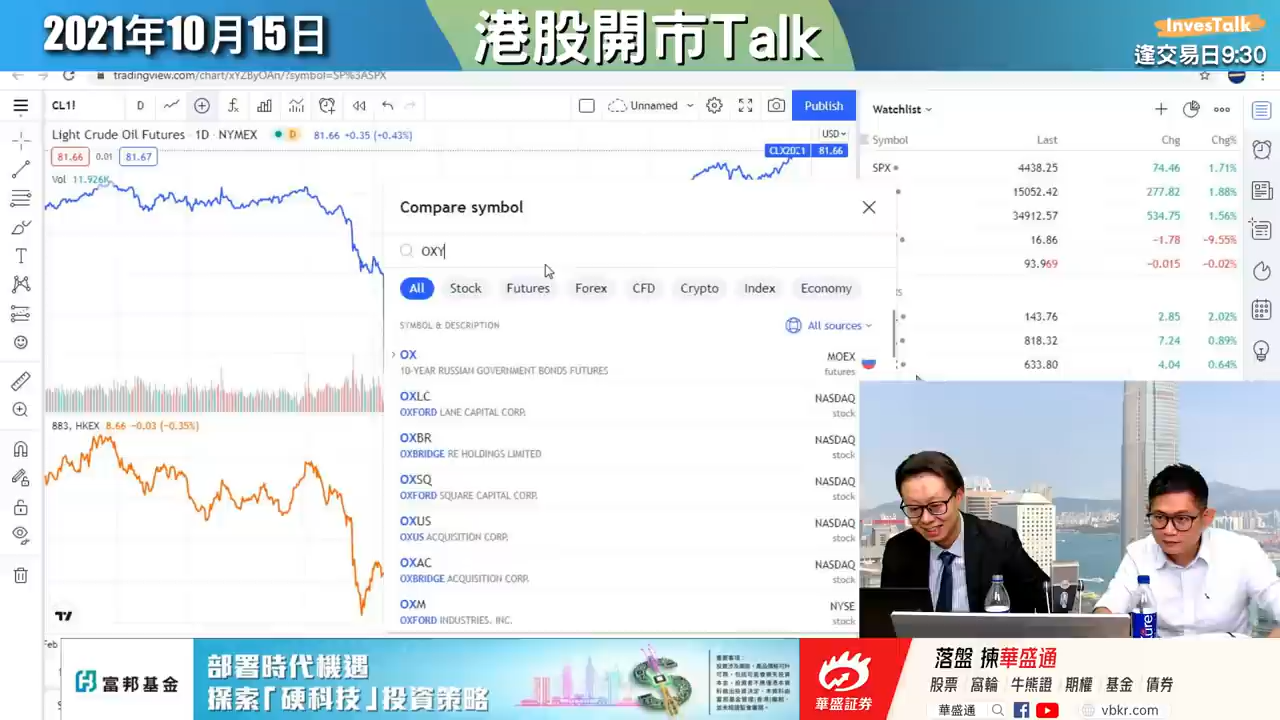 2021年10月15日
港股開市Talk
InvesTalk
逢交易日9:30
tradingview.com/chart/xYZByOAn/?symbol=SP%3ASPX
CL1!
D
Unnamed
Publish
Watchlist
Light Crude Oil Futures · 1D · NYMEX
D
81.66 +0.35 (+0.43%)
USD
81.66
0.01
81.67
CLX2021 81.66
Vol 11.926K
Symbol Last Chg Chg%
SPX 4438.25 74.46 1.71%
15052.42 277.82 1.88%
34912.57 534.75 1.56%
16.86 −1.78 −9.55%
93.969 −0.015 −0.02%
143.76 2.85 2.02%
818.32 7.24 0.89%
633.80 4.04 0.64%
Compare symbol
OXY
All Stock Futures Forex CFD Crypto Index Economy
SYMBOL & DESCRIPTION
All sources
OX MOEX
10-YEAR RUSSIAN GOVERNMENT BONDS FUTURES futures
OXLC NASDAQ
OXFORD LANE CAPITAL CORP. stock
OXBR NASDAQ
OXBRIDGE RE HOLDINGS LIMITED stock
OXSQ NASDAQ
OXFORD SQUARE CAPITAL CORP. stock
OXUS NASDAQ
OXUS ACQUISITION CORP. stock
OXAC NASDAQ
OXBRIDGE ACQUISITION CORP. stock
OXM NYSE
OXFORD INDUSTRIES, INC. stock
883, HKEX 8.66 −0.03 (−0.35%)
Feb
富邦基金
部署時代機遇
探索「硬科技」投資策略
重要事項：
華盛証券
落盤 揀華盛通
股票 窩輪 牛熊證 期權 基金 債券
華盛通
vbkr.com